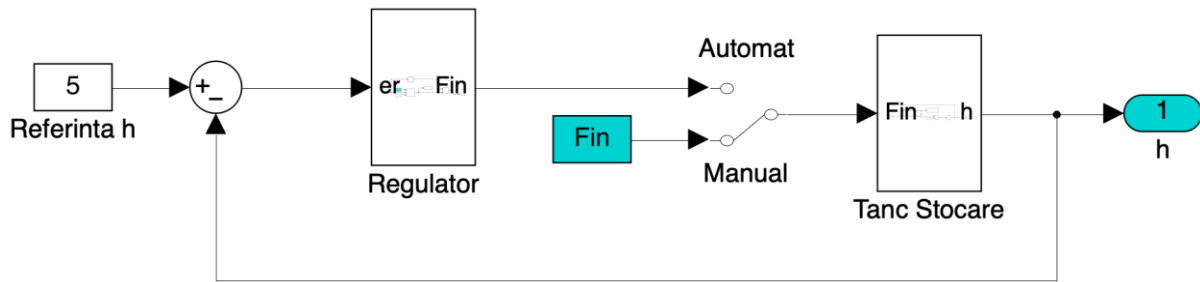 5
Referinta h
+
−
er
Fin
Regulator
Automat
Fin
Manual
Fin
h
Tanc Stocare
1
h